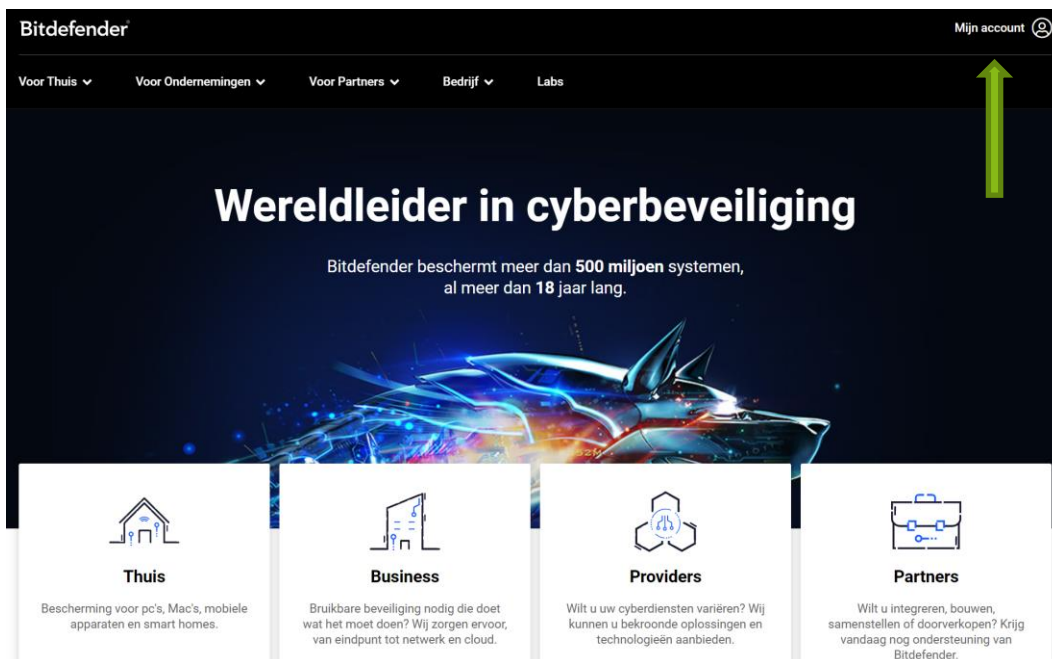 Bitdefender
Mijn account
Voor Thuis
Voor Ondernemingen
Voor Partners
Bedrijf
Labs
Wereldleider in cyberbeveiliging
Bitdefender beschermt meer dan 500 miljoen systemen,
al meer dan 18 jaar lang.
Thuis
Bescherming voor pc's, Mac's, mobiele
apparaten en smart homes.
Business
Bruikbare beveiliging nodig die doet
wat het moet doen? Wij zorgen ervoor,
van eindpunt tot netwerk en cloud.
Providers
Wilt u uw cyberdiensten variëren? Wij
kunnen u bekroonde oplossingen en
technologieën aanbieden.
Partners
Wilt u integreren, bouwen,
samenstellen of doorverkopen? Krijg
vandaag nog ondersteuning van
Bitdefender.